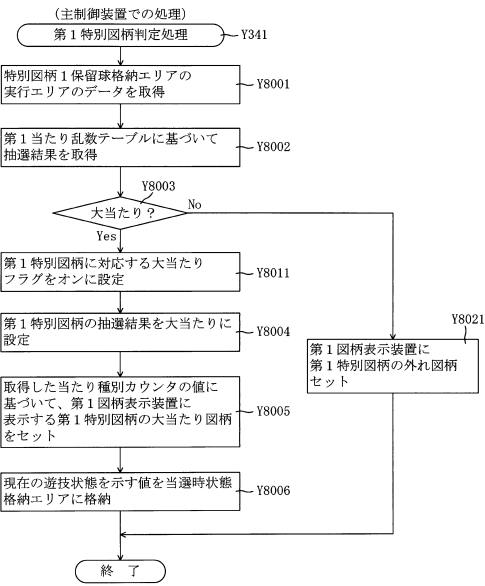 (主制御装置での処理)
第１特別図柄判定処理
Y341
特別図柄１保留球格納エリアの
実行エリアのデータを取得
Y8001
第１当たり乱数テーブルに基づいて
抽選結果を取得
Y8002
Y8003
大当たり？
No
Yes
第１特別図柄に対応する大当たり
フラグをオンに設定
Y8011
第１特別図柄の抽選結果を大当たりに
設定
Y8004
Y8021
第１図柄表示装置に
第１特別図柄の外れ図柄
セット
取得した当たり種別カウンタの値に
基づいて、第１図柄表示装置に
表示する第１特別図柄の大当たり図柄
をセット
Y8005
現在の遊技状態を示す値を当選時状態
格納エリアに格納
Y8006
終 了